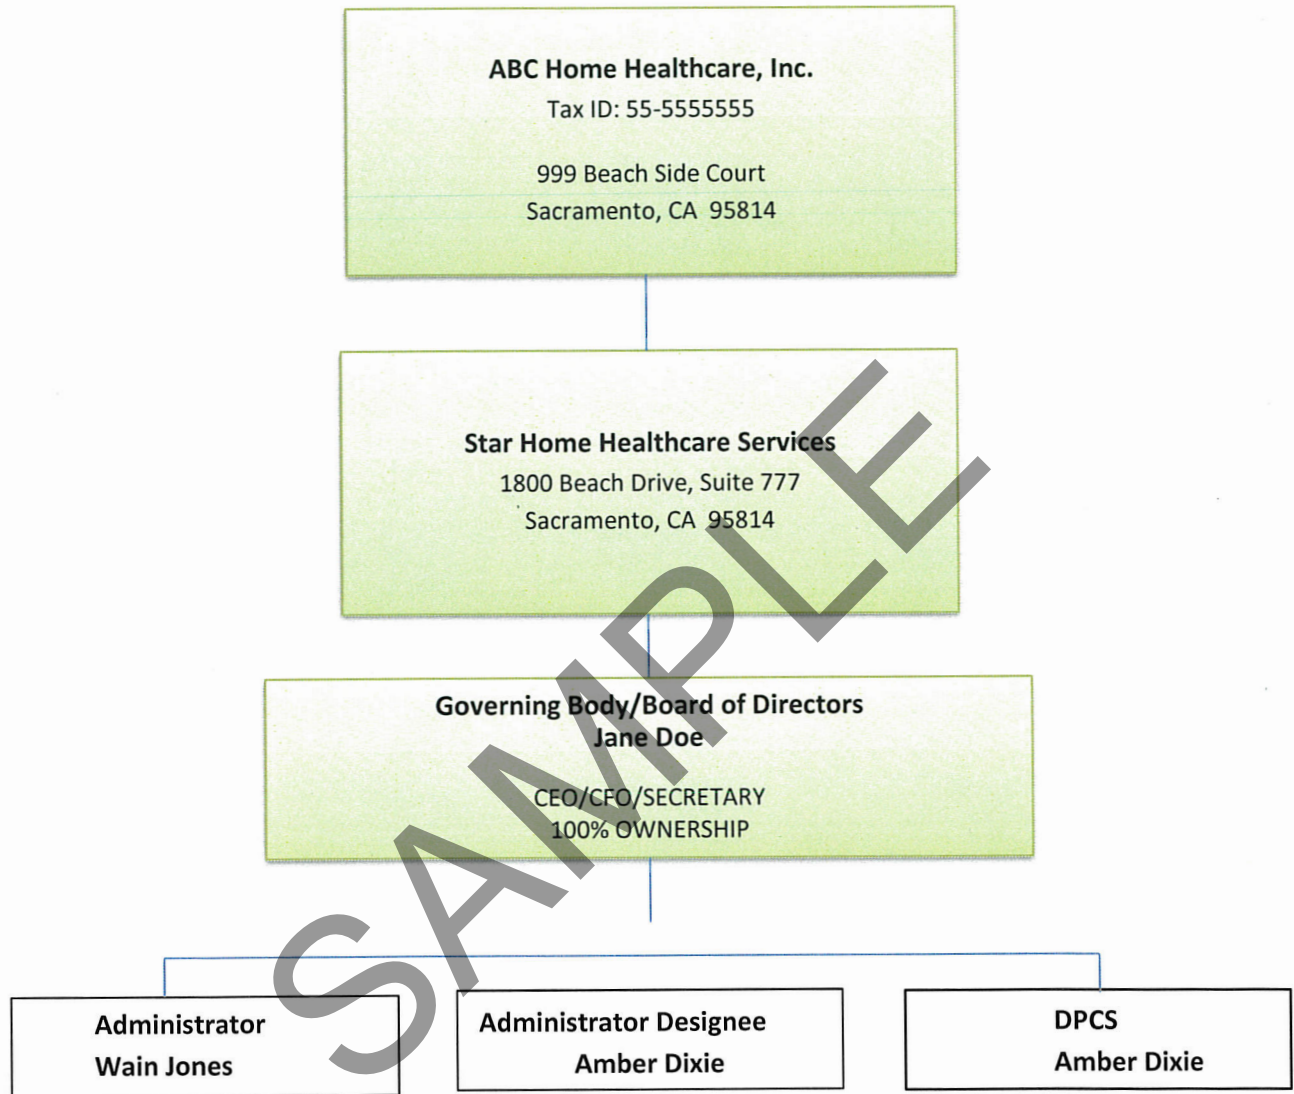 ABC Home Healthcare, Inc.
Tax ID: 55-5555555
999 Beach Side Court
Sacramento, CA 95814
Star Home Healthcare Services
1800 Beach Drive, Suite 777
Sacramento, CA 95814
Governing Body/Board of Directors
Jane Doe
CEO/CFO/SECRETARY
100% OWNERSHIP
Administrator
Wain Jones
Administrator Designee
Amber Dixie
DPCS
Amber Dixie
SAMPLE